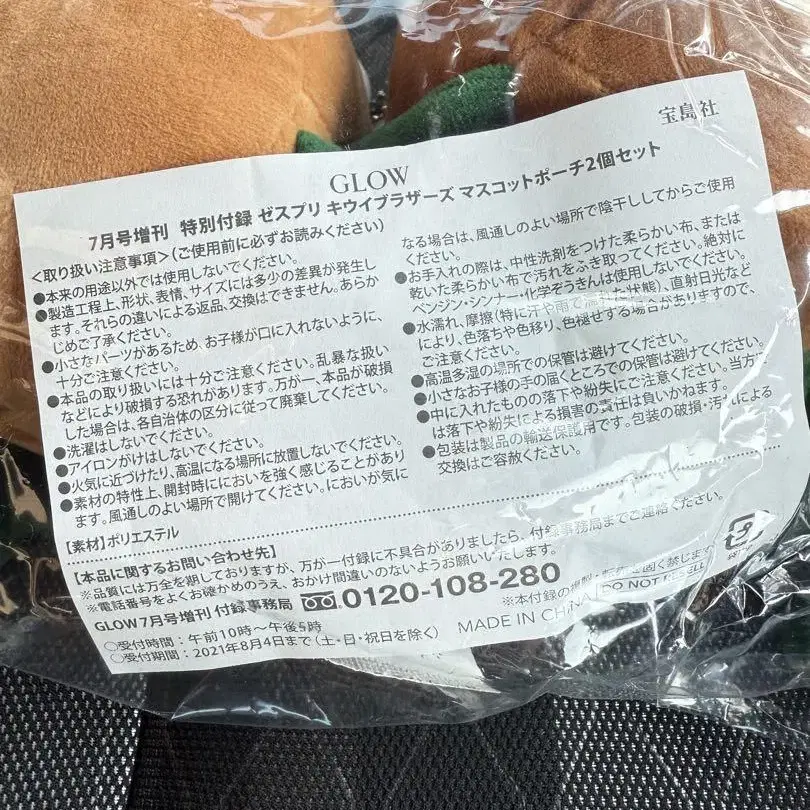 宝島社
GLOW
7月号増刊 特別付録 ゼスプリ キウイブラザーズ マスコットポーチ2個セット
<取り扱い注意事項>(ご使用前に必ずお読みください)
●本来の用途以外では使用しないでください。
●製造工程上、形状、表情、サイズには多少の差異が発生し
ます。それらの違いによる返品、交換はできません。あらか
じめご了承ください。
●小さなパーツがあるため、お子様が口に入れないように、
十分ご注意ください。
●本品の取り扱いには十分ご注意ください。乱暴な扱い
などにより破損する恐れがあります。万が一、本品が破損
した場合は、各自治体の区分に従って廃棄してください。
●洗濯はしないでください。
●アイロンがけはしないでください。
●火気に近づけたり、高温になる場所に放置しないでください。
●素材の特性上、開封時ににおいを強く感じることがあり
ます。風通しのよい場所で開けてください。においが気に
なる場合は、風通しのよい場所で陰干ししてからご使用
ください。
●お手入れの際は、中性洗剤をつけた柔らかい布、または
乾いた柔らかい布で汚れをふき取ってください。絶対に
ベンジン・シンナー・化学ぞうきんは使用しないでください。
●水濡れ、摩擦(特に汗や雨で濡れた状態)、直射日光など
により、色落ちや色移り、色褪せする場合がありますので、
ご注意ください。
●高温多湿の場所での保管は避けてください。
●小さなお子様の手の届くところでの保管は避けてください。
●中に入れたものの落下や紛失にご注意ください。当方で
は落下や紛失による損害の責任は負いかねます。
●包装は製品の輸送保護用です。包装の破損・汚れによる
交換はご容赦ください。
【素材】ポリエステル
【本品に関するお問い合わせ先】
※品質には万全を期しておりますが、万が一付録に不具合がありましたら、付録事務局までご連絡ください。
※電話番号をよくお確かめのうえ、おかけ間違いのないようお願いいたします。
GLOW7月号増刊 付録事務局 0120-108-280
○受付時間：午前10時～午後5時
○受付期間：2021年8月4日まで(土・日・祝日を除く)
※本付録の複製・転売を固く禁じます
MADE IN CHINA DO NOT RESELL